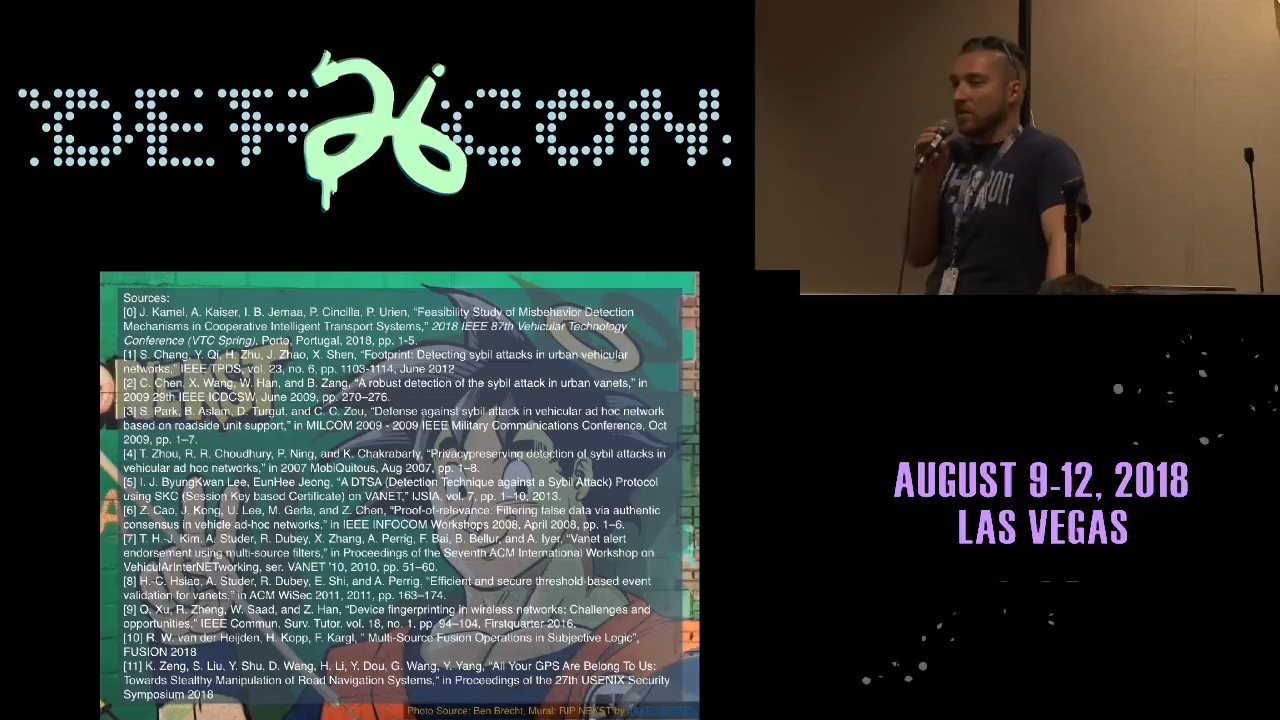 DEF CON 26
Sources:
[0] J. Kamel, A. Kaiser, I. B. Jemaa, P. Cincilla, P. Urien, “Feasibility Study of Misbehavior Detection
Mechanisms in Cooperative Intelligent Transport Systems,” 2018 IEEE 87th Vehicular Technology
Conference (VTC Spring), Porto, Portugal, 2018, pp. 1-5.
[1] S. Chang, Y. Qi, H. Zhu, J. Zhao, X. Shen, “Footprint: Detecting sybil attacks in urban vehicular
networks,” IEEE TPDS, vol. 23, no. 6, pp. 1103-1114, June 2012
[2] C. Chen, X. Wang, W. Han, and B. Zang, “A robust detection of the sybil attack in urban vanets,” in
2009 29th IEEE ICDCSW, June 2009, pp. 270–276.
[3] S. Park, B. Aslan, D. Turgut, and C. C. Zou, “Defense against sybil attack in vehicular ad hoc network
based on roadside unit support,” in MILCOM 2009 - 2009 IEEE Military Communications Conference, Oct
2009, pp. 1–7.
[4] T. Zhou, R. R. Choudhury, P. Ning, and K. Chakrabarty, “Privacypreserving detection of sybil attacks in
vehicular ad hoc networks,” in 2007 MobiQuitous, Aug 2007, pp. 1–8.
[5] I. J. ByungKwan Lee, EunHee Jeong, “A DTSA (Detection Technique against a Sybil Attack) Protocol
using SKC (Session Key based Certificate) on VANET,” IJSIA, vol. 7, pp. 1–10, 2013.
[6] Z. Cao, J. Kong, U. Lee, M. Gerla, and Z. Chen, “Proof-of-relevance: Filtering false data via authentic
consensus in vehicle ad-hoc networks,” in IEEE INFOCOM Workshops 2008, April 2008, pp. 1–6.
[7] T. H.-J. Kim, A. Studer, R. Dubey, X. Zhang, A. Perrig, F. Bai, B. Bellur, and A. Iyer, “Vanet alert
endorsement using multi-source filters,” in Proceedings of the Seventh ACM International Workshop on
VehiculArInterNETworking, ser. VANET ’10, 2010, pp. 51–60.
[8] H.-C. Hsiao, A. Studer, R. Dubey, E. Shi, and A. Perrig, “Efficient and secure threshold-based event
validation for vanets,” in ACM WiSec 2011, 2011, pp. 163–174.
[9] Q. Xu, R. Zheng, W. Saad, and Z. Han, “Device fingerprinting in wireless networks: Challenges and
opportunities,” IEEE Commun. Surv. Tutor. vol. 18, no. 1, pp. 94–104, Firstquarter 2016.
[10] R. W. van der Heijden, H. Kopp, F. Kargl, “ Multi-Source Fusion Operations in Subjective Logic”,
FUSION 2018
[11] K. Zeng, S. Liu, Y. Shu, D. Wang, H. Li, Y. Dou, G. Wang, Y. Yang, “All Your GPS Are Belong To Us:
Towards Stealthy Manipulation of Road Navigation Systems,” in Proceedings of the 27th USENIX Security
Symposium 2018
Photo Source: Ben Brecht, Mural: RIP NEKST by
AUGUST 9-12, 2018
LAS VEGAS